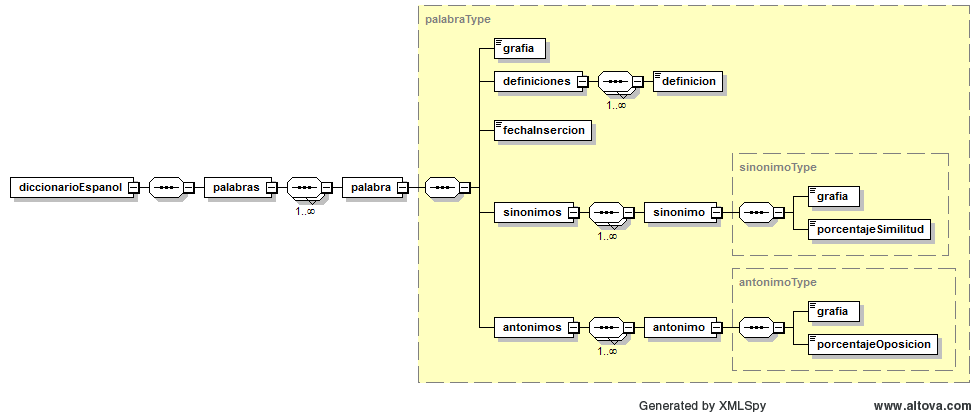 palabraType
grafia
definiciones
definicion
1..∞
fechaInsercion
sinonimoType
diccionarioEspanol
palabras
palabra
1..∞
grafia
sinonimos
sinonimo
1..∞
porcentajeSimilitud
antonimoType
grafia
antonimos
antonimo
1..∞
porcentajeOposicion
Generated by XMLSpy
www.altova.com